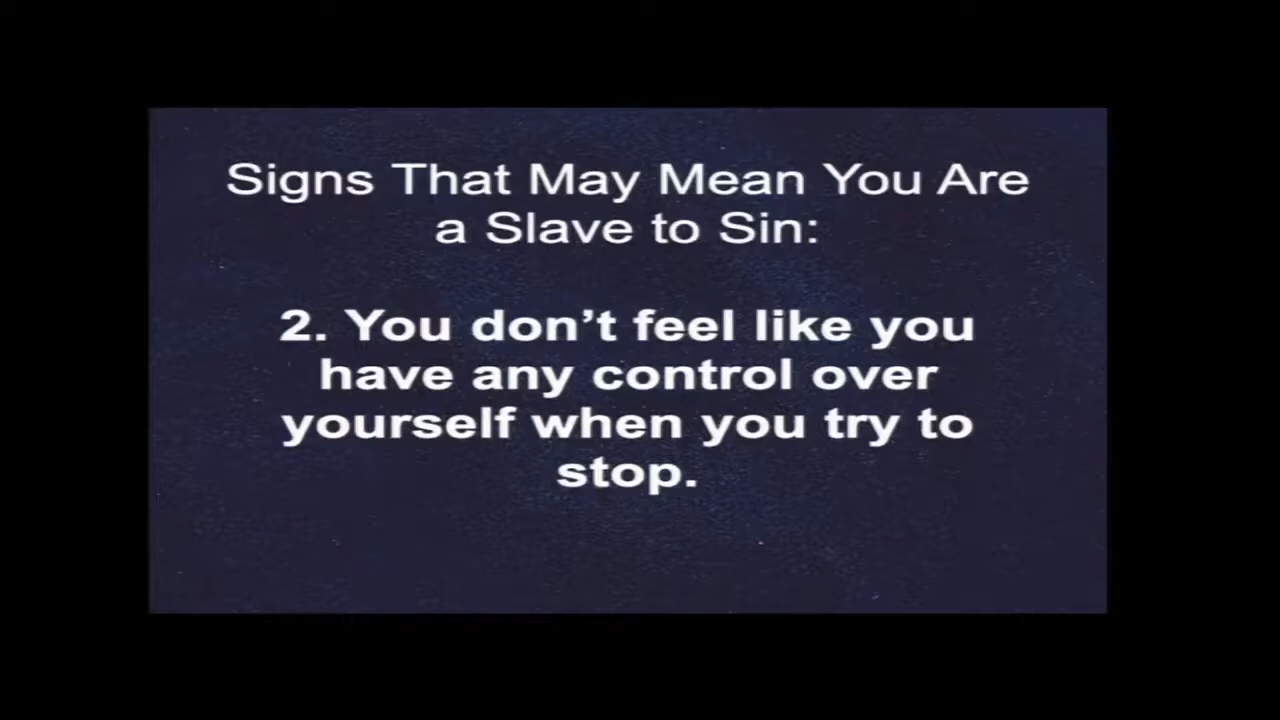 Signs That May Mean You Are
a Slave to Sin:
2. You don’t feel like you
have any control over
yourself when you try to
stop.